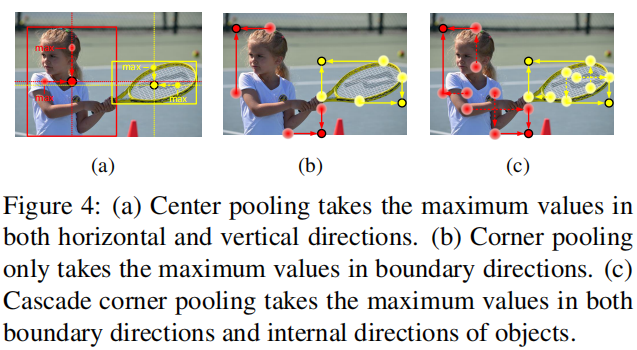 max
max
max
max
(a)
(b)
(c)
Figure 4: (a) Center pooling takes the maximum values in
both horizontal and vertical directions. (b) Corner pooling
only takes the maximum values in boundary directions. (c)
Cascade corner pooling takes the maximum values in both
boundary directions and internal directions of objects.